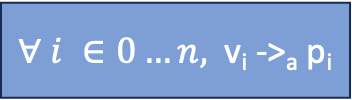 ∀ i ∈ 0 … n, vᵢ ->ₐ pᵢ